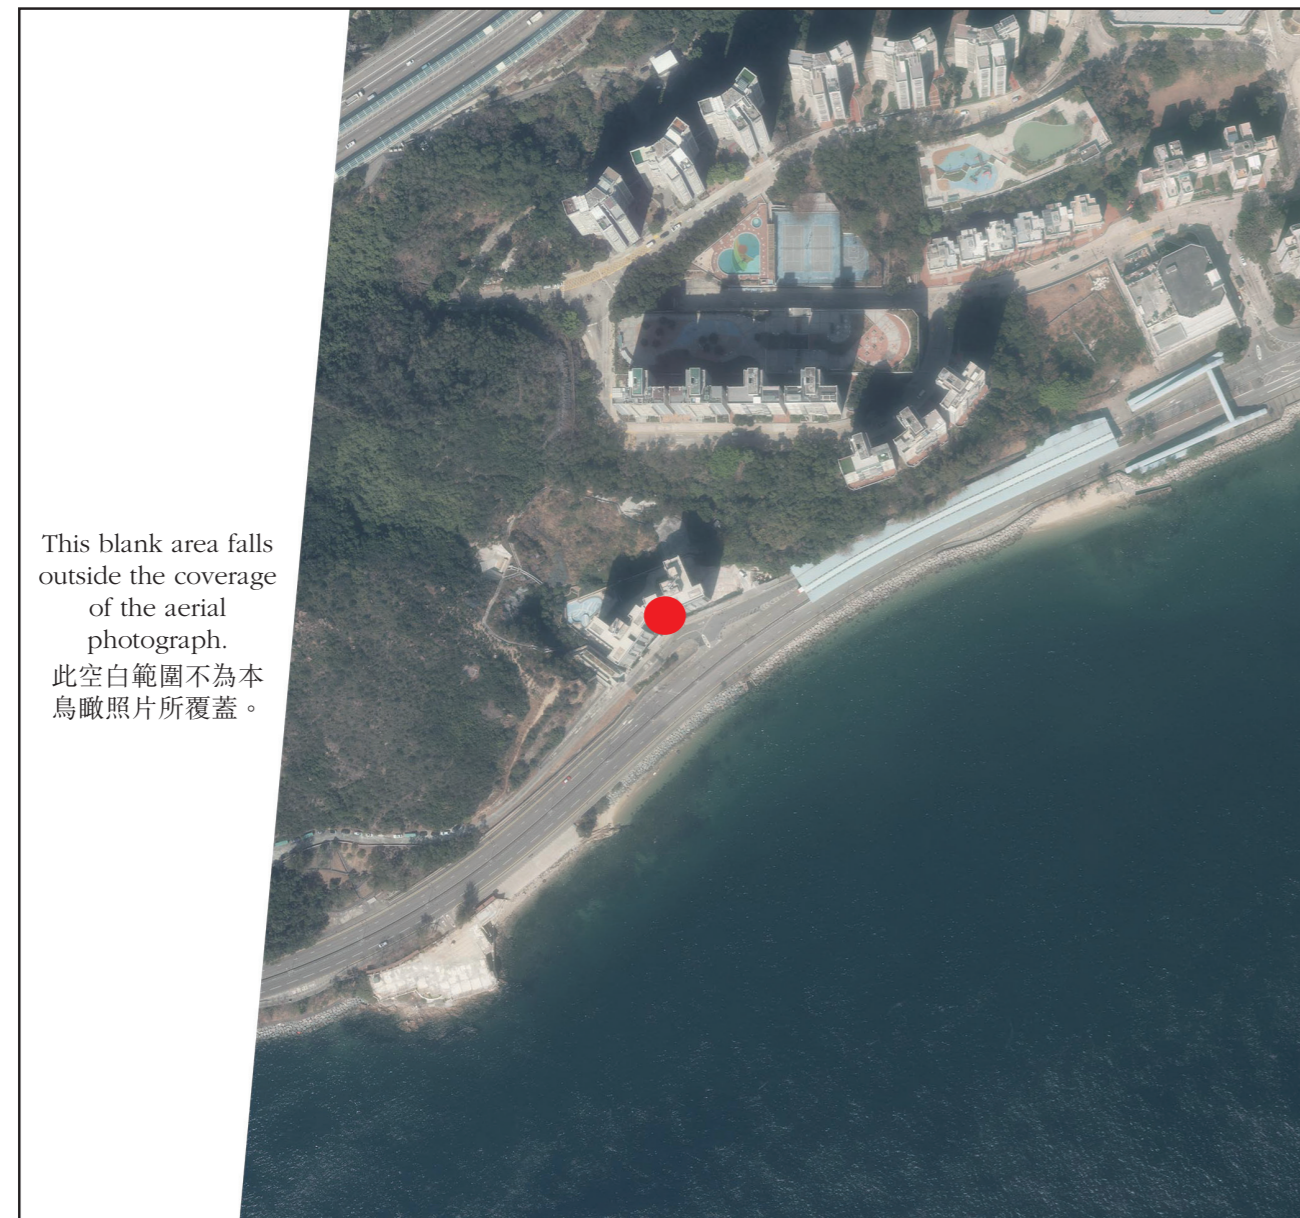 This blank area falls
outside the coverage
of the aerial
photograph.
此空白範圍不為本
鳥瞰照片所覆蓋。